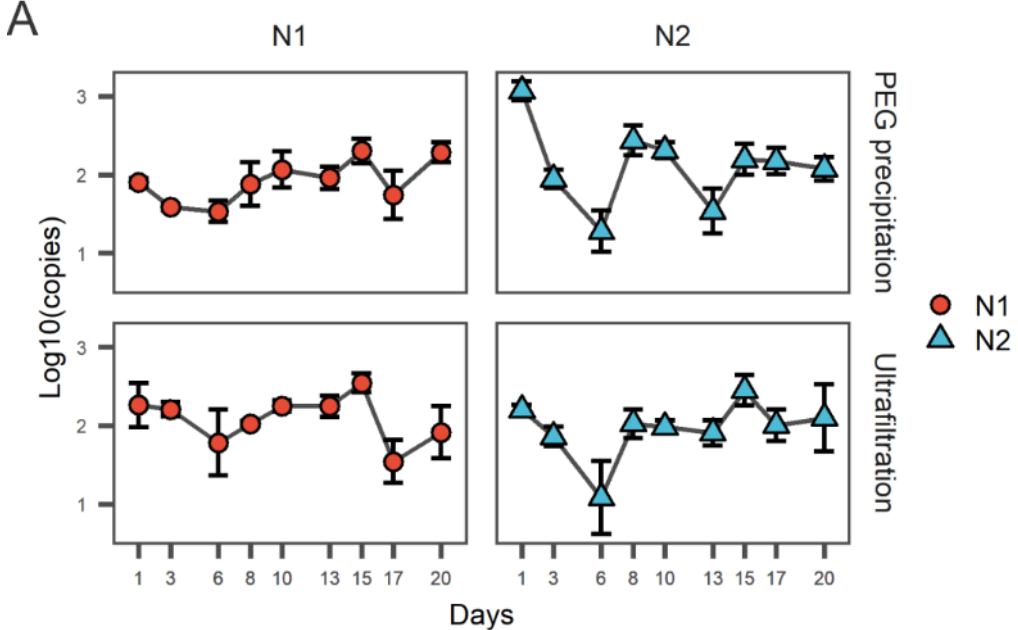 A
N1
N2
3
2
1
PEG precipitation
Log10(copies)
3
2
1
Ultrafiltration
N1
N2
1 3 6 8 10 13 15 17 20
1 3 6 8 10 13 15 17 20
Days